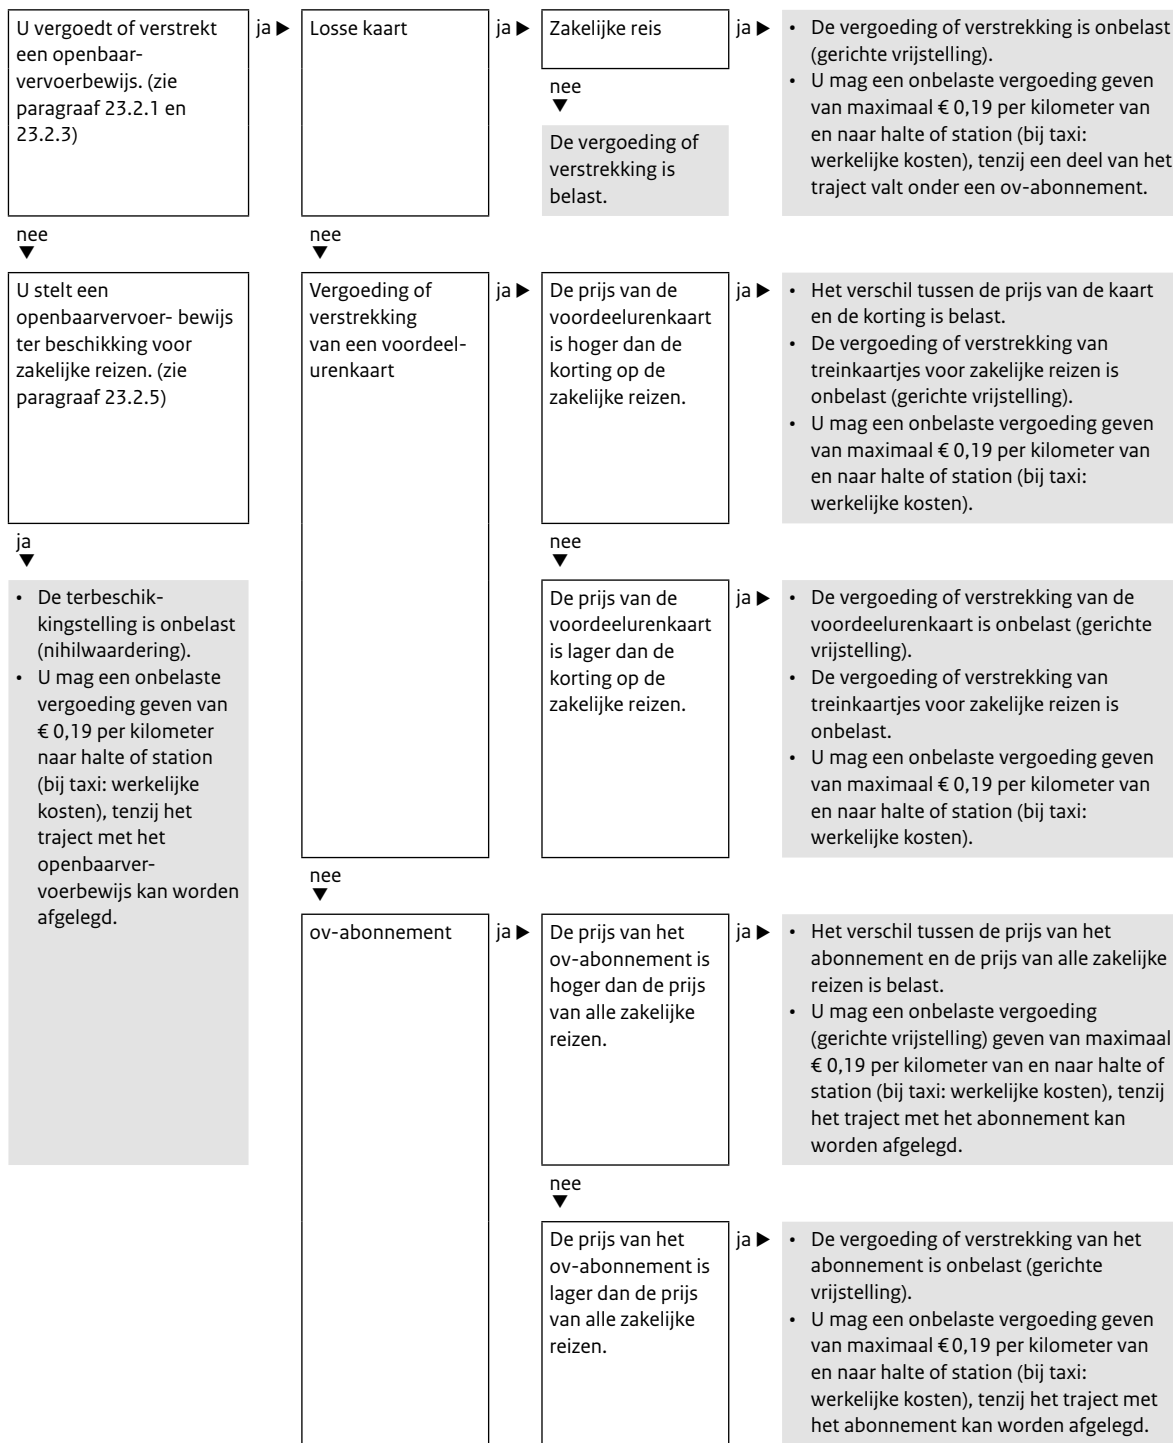 U vergoedt of verstrekt
een openbaar-
vervoerbewijs. (zie
paragraaf 23.2.1 en
23.2.3)
ja ▶
Losse kaart
ja ▶
Zakelijke reis
ja ▶
• De vergoeding of verstrekking is onbelast
(gerichte vrijstelling).
• U mag een onbelaste vergoeding geven
van maximaal € 0,19 per kilometer van
en naar halte of station (bij taxi:
werkelijke kosten), tenzij een deel van het
traject valt onder een ov-abonnement.
nee
▼
De vergoeding of
verstrekking is
belast.
nee
▼
nee
▼
U stelt een
openbaarvervoer- bewijs
ter beschikking voor
zakelijke reizen. (zie
paragraaf 23.2.5)
Vergoeding of
verstrekking
van een voordeel-
urenkaart
ja ▶
De prijs van de
voordeelurenkaart
is hoger dan de
korting op de
zakelijke reizen.
ja ▶
• Het verschil tussen de prijs van de kaart
en de korting is belast.
• De vergoeding of verstrekking van
treinkaartjes voor zakelijke reizen is
onbelast (gerichte vrijstelling).
• U mag een onbelaste vergoeding geven
van maximaal € 0,19 per kilometer van
en naar halte of station (bij taxi:
werkelijke kosten).
ja
▼
nee
▼
• De terbeschik-
kingstelling is onbelast
(nihilwaardering).
• U mag een onbelaste
vergoeding geven van
€ 0,19 per kilometer
naar halte of station
(bij taxi: werkelijke
kosten), tenzij het
traject met het
openbaarver-
voerbewijs kan worden
afgelegd.
De prijs van de
voordeelurenkaart
is lager dan de
korting op de
zakelijke reizen.
ja ▶
• De vergoeding of verstrekking van de
voordeelurenkaart is onbelast (gerichte
vrijstelling).
• De vergoeding of verstrekking van
treinkaartjes voor zakelijke reizen is
onbelast.
• U mag een onbelaste vergoeding geven
van maximaal € 0,19 per kilometer van
en naar halte of station (bij taxi:
werkelijke kosten).
nee
▼
ov-abonnement
ja ▶
De prijs van het
ov-abonnement is
hoger dan de prijs
van alle zakelijke
reizen.
ja ▶
• Het verschil tussen de prijs van het
abonnement en de prijs van alle zakelijke
reizen is belast.
• U mag een onbelaste vergoeding
(gerichte vrijstelling) geven van maximaal
€ 0,19 per kilometer van en naar halte of
station (bij taxi: werkelijke kosten), tenzij
het traject met het abonnement kan
worden afgelegd.
nee
▼
De prijs van het
ov-abonnement is
lager dan de prijs
van alle zakelijke
reizen.
ja ▶
• De vergoeding of verstrekking van het
abonnement is onbelast (gerichte
vrijstelling).
• U mag een onbelaste vergoeding geven
van maximaal € 0,19 per kilometer van
en naar halte of station (bij taxi:
werkelijke kosten), tenzij het traject met
het abonnement kan worden afgelegd.